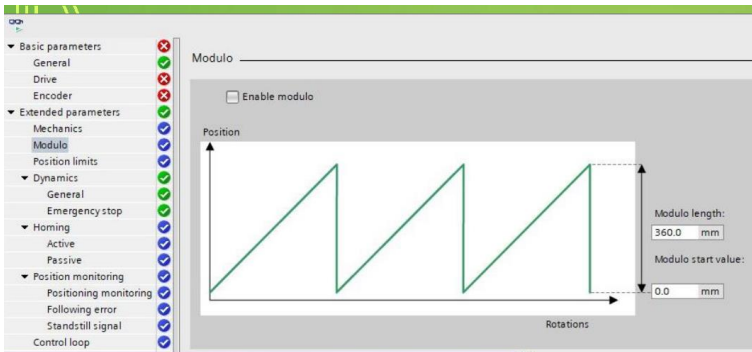 Basic parameters
General
Drive
Encoder
Extended parameters
Mechanics
Modulo
Position limits
Dynamics
General
Emergency stop
Homing
Active
Passive
Position monitoring
Positioning monitoring
Following error
Standstill signal
Control loop
Modulo
Enable modulo
Position
Modulo length:
360.0 mm
Modulo start value:
0.0 mm
Rotations